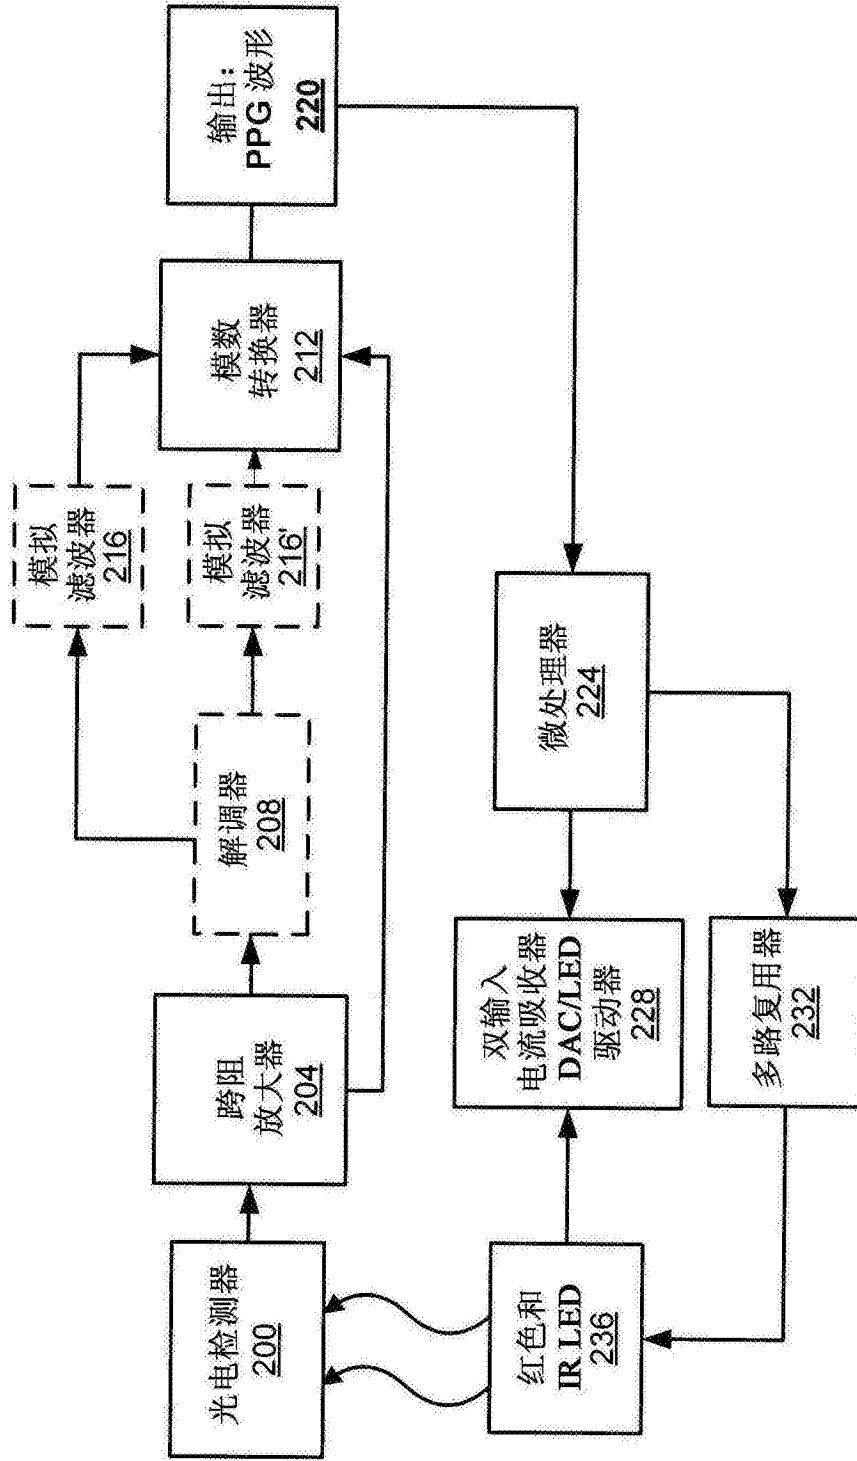 光电检测器
200
跨阻
放大器
204
解调器
208
模拟
滤波器
216
模拟
滤波器
216'
模数
转换器
212
输出:
PPG 波形
220
红色和
IR LED
236
双输入
电流吸收器
DAC/LED
驱动器
228
微处理器
224
多路复用器
232